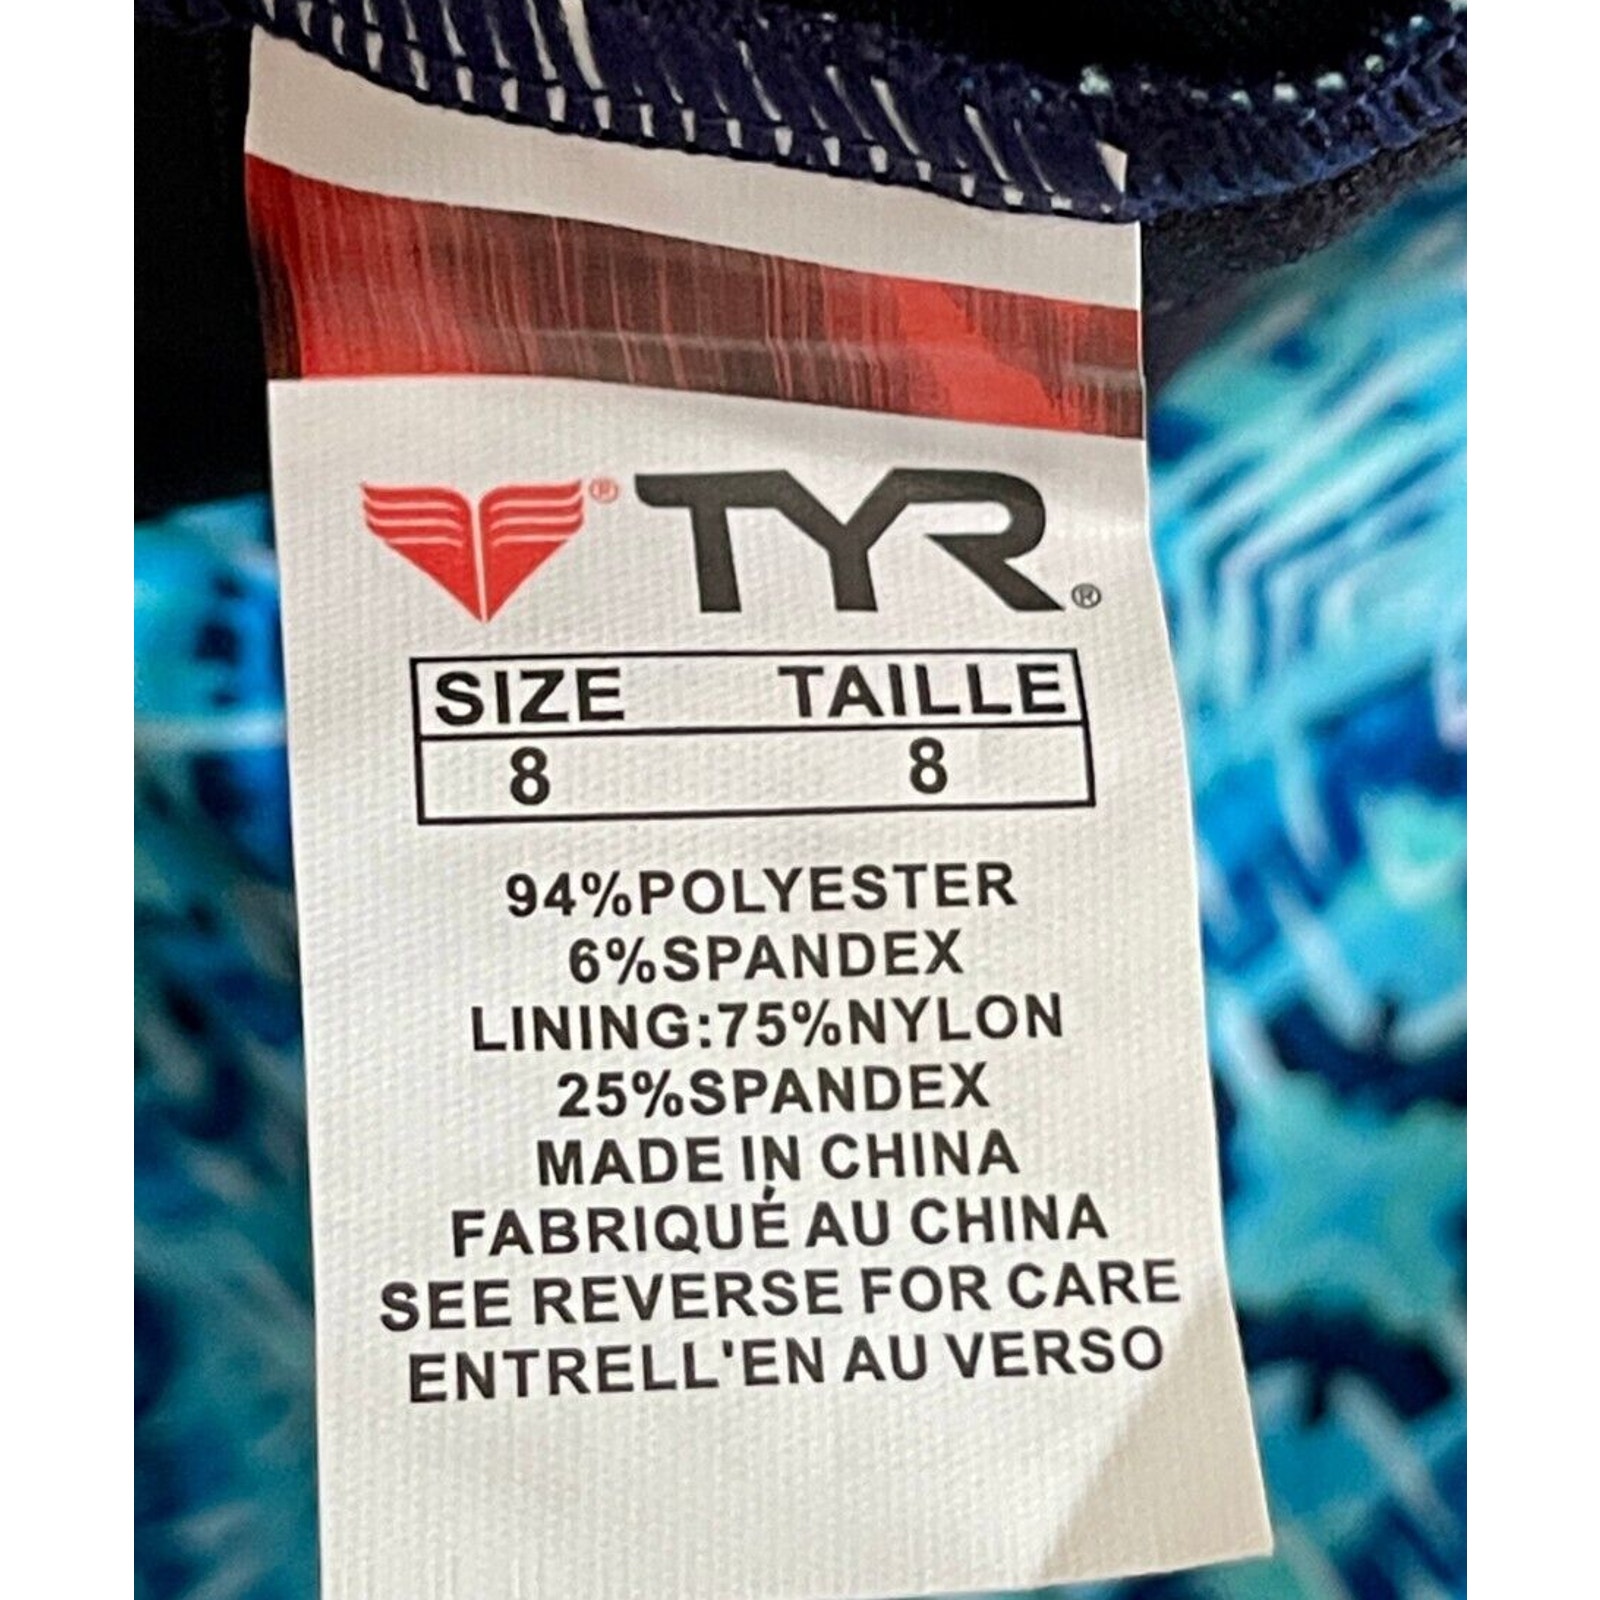 ® TYR®
SIZE TAILLE
8 8
94%POLYESTER
6%SPANDEX
LINING:75%NYLON
25%SPANDEX
MADE IN CHINA
FABRIQUÉ AU CHINA
SEE REVERSE FOR CARE
ENTRELL'EN AU VERSO